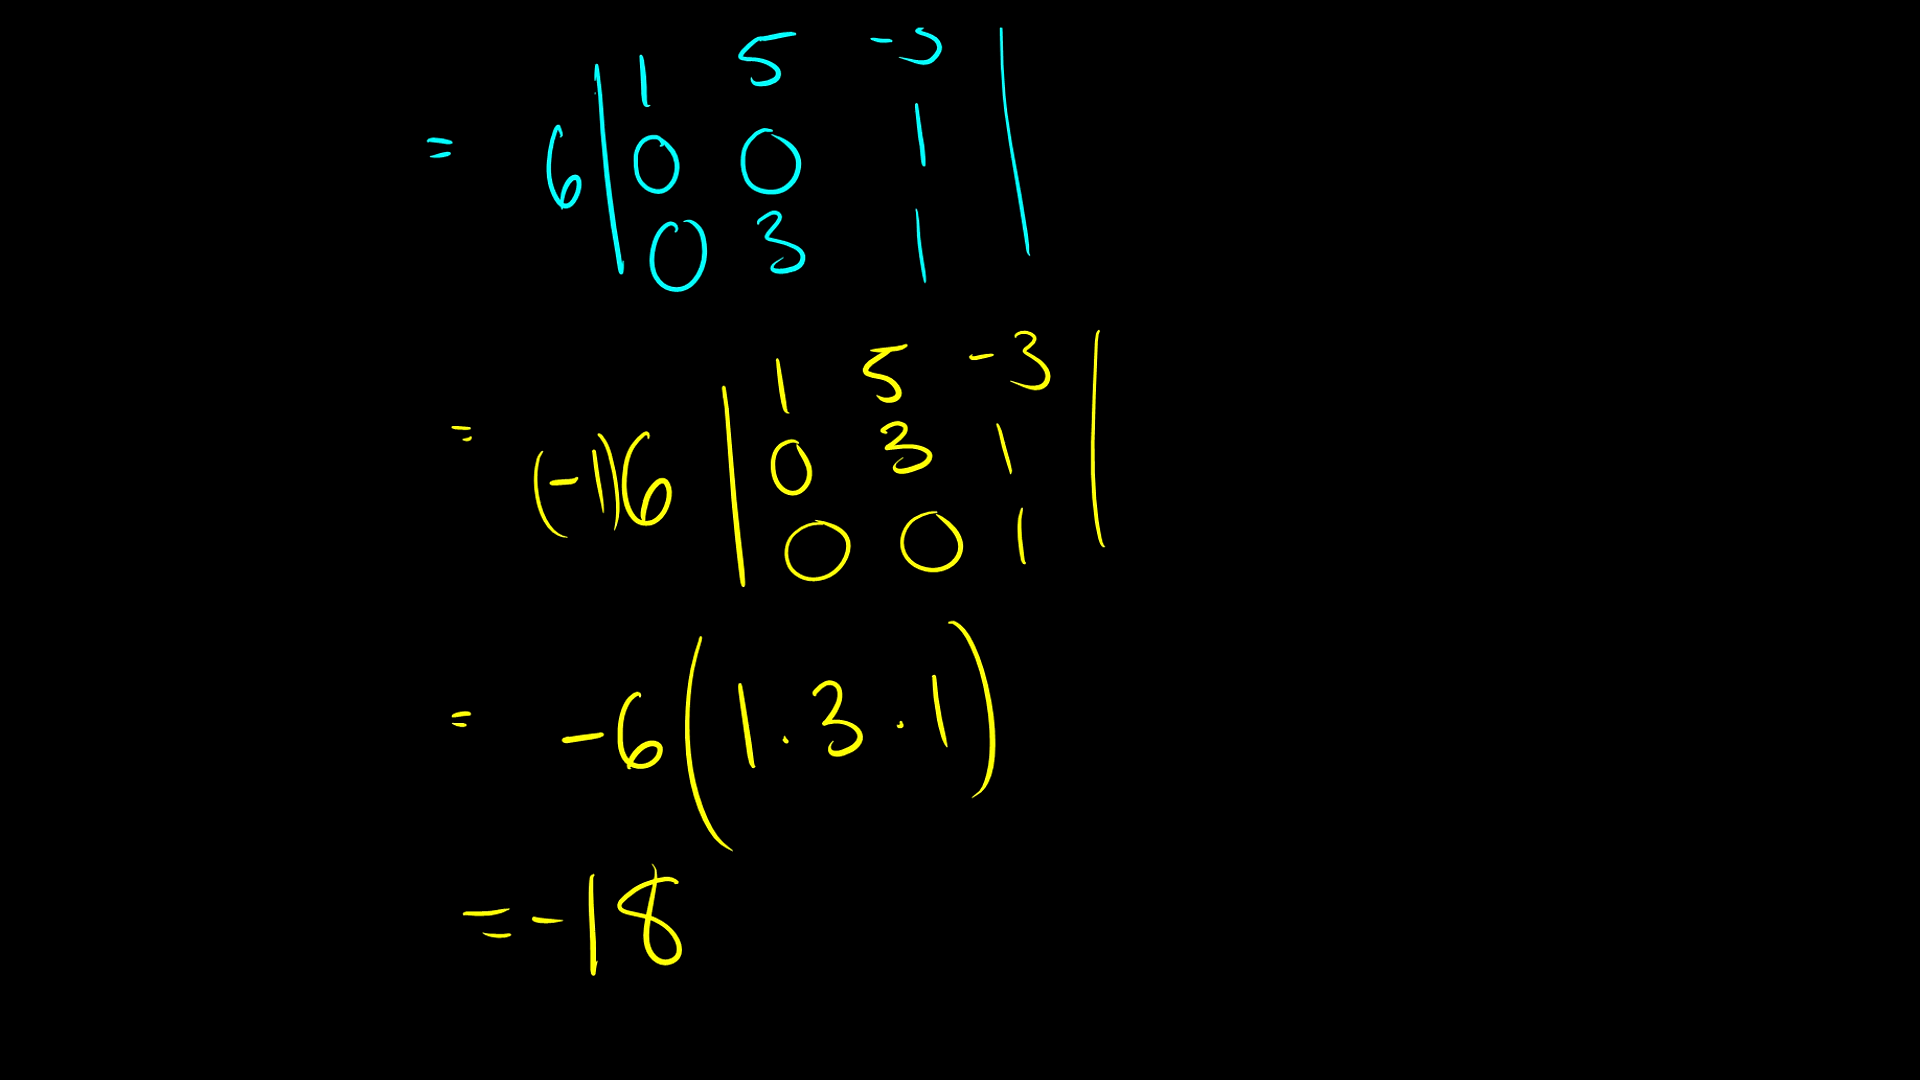 1 5 -3
= 6 | 0 0 1 |
0 3 1
1 5 -3
= (-1)6 | 0 3 1 |
0 0 1
= -6(1·3·1)
= -18